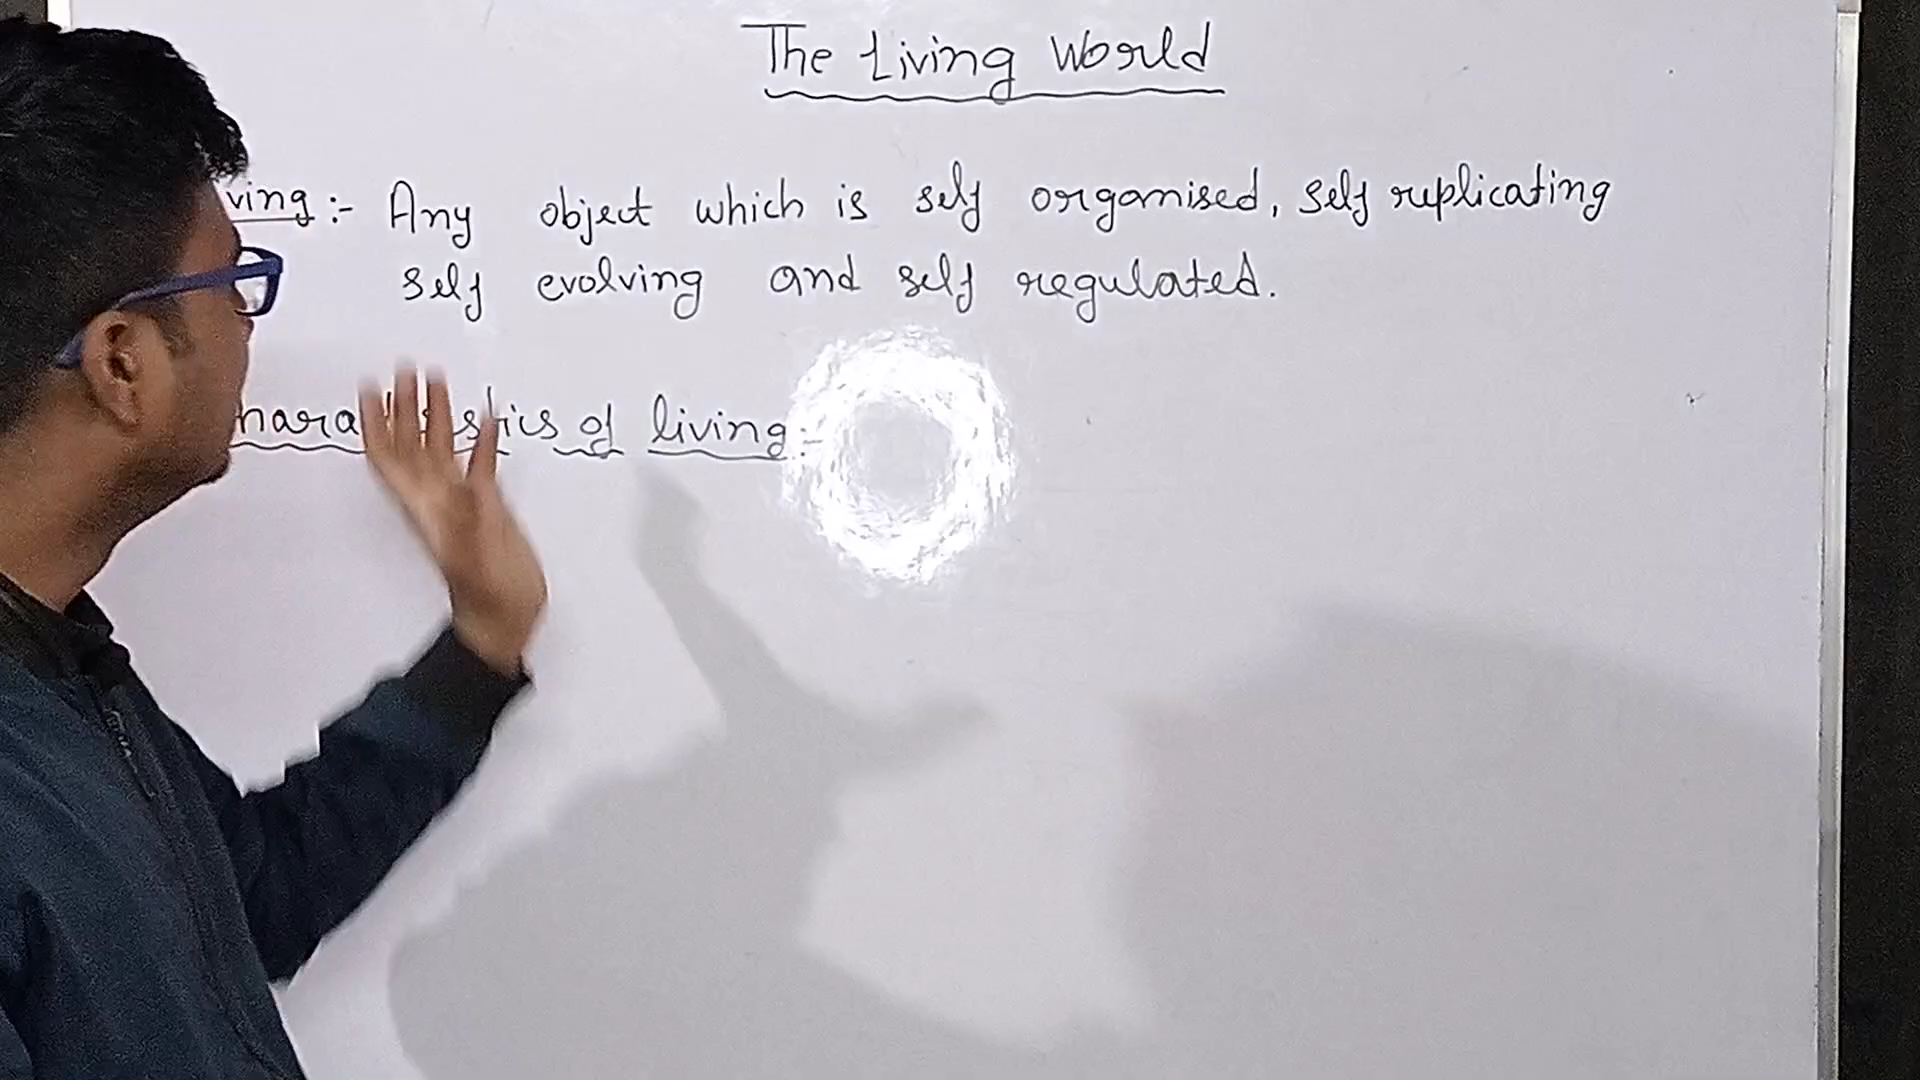 The Living World
ving :- Any object which is self organised, self replicating
self evolving and self regulated.
of living :-